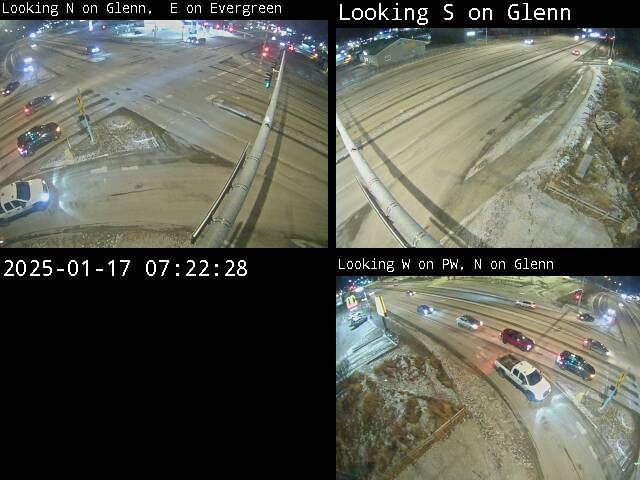 Looking N on Glenn,  E on Evergreen
Looking S on Glenn
2025-01-17 07:22:28
Looking W on PW, N on Glenn